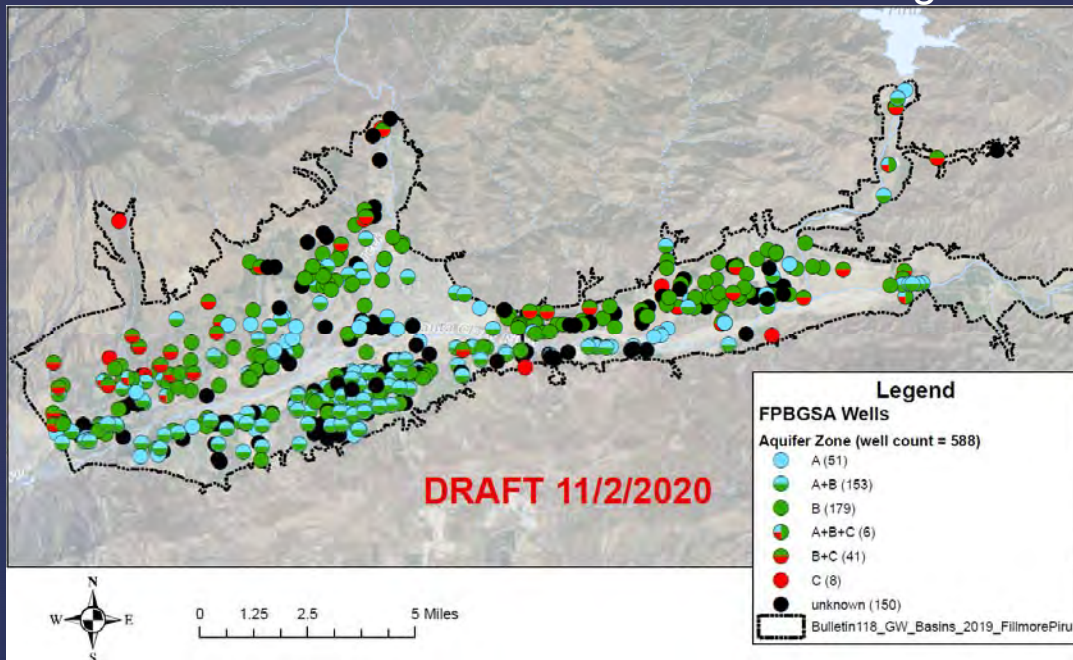 DRAFT 11/2/2020
Legend
FPBGSA Wells
Aquifer Zone (well count = 588)
A (51)
A+B (153)
B (179)
A+B+C (6)
B+C (41)
C (8)
unknown (150)
Bulletin118_GW_Basins_2019_FillmorePiru
N
W
E
S
0
1.25
2.5
5 Miles